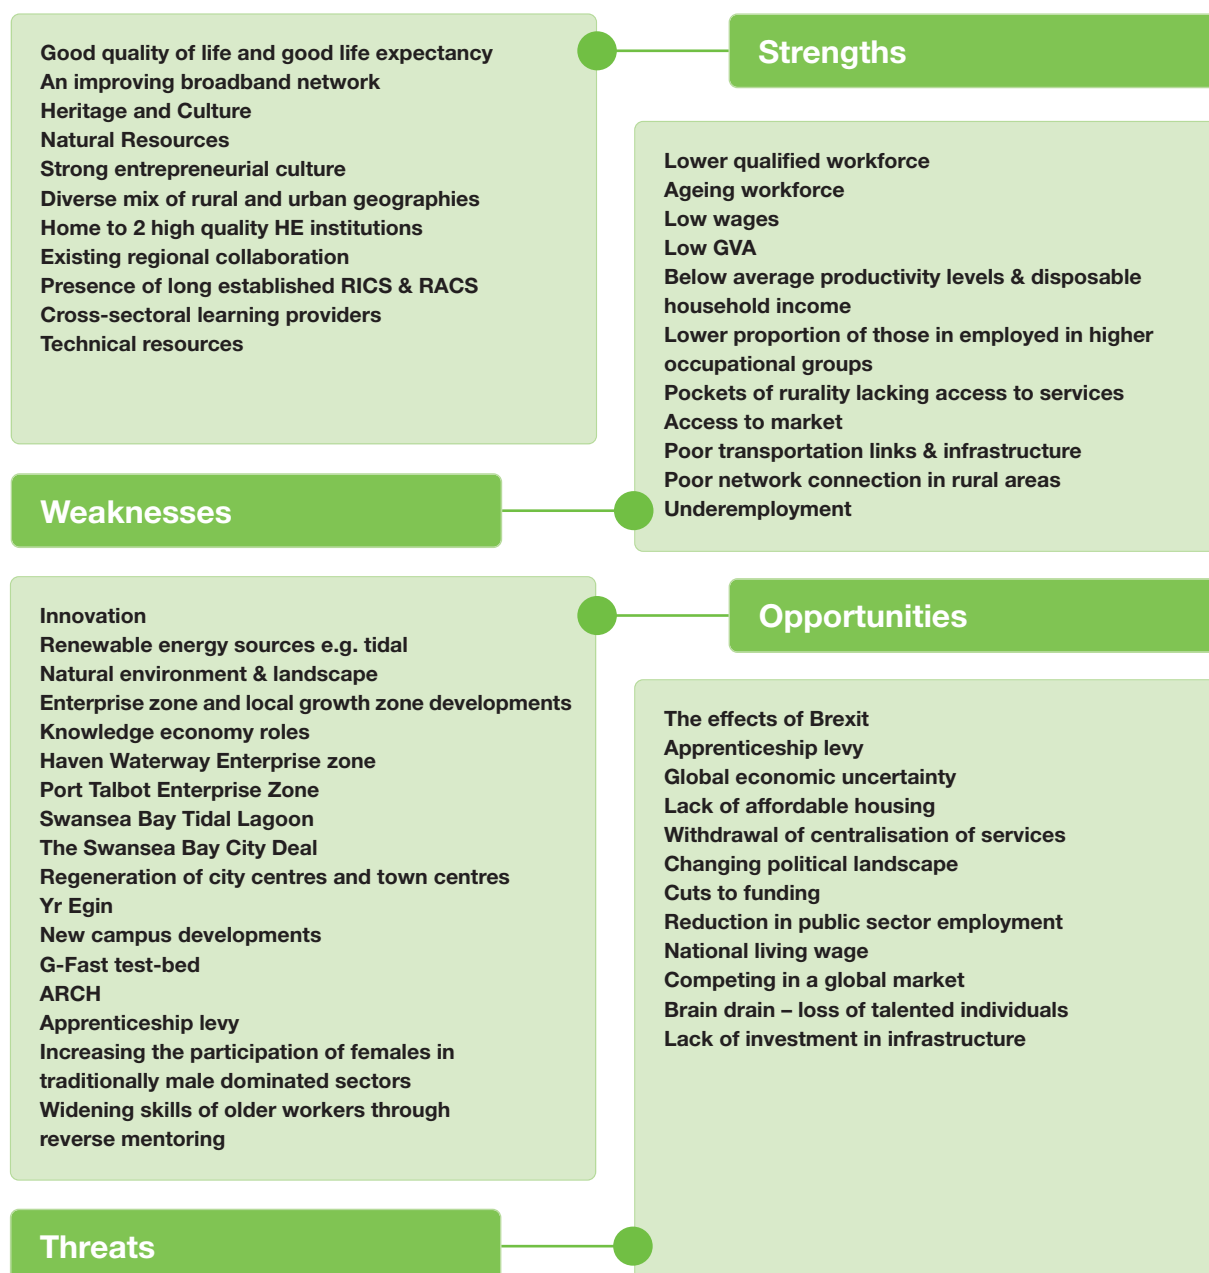 Strengths
Good quality of life and good life expectancy
An improving broadband network
Heritage and Culture
Natural Resources
Strong entrepreneurial culture
Diverse mix of rural and urban geographies
Home to 2 high quality HE institutions
Existing regional collaboration
Presence of long established RICS & RACS
Cross-sectoral learning providers
Technical resources
Weaknesses
Lower qualified workforce
Ageing workforce
Low wages
Low GVA
Below average productivity levels & disposable
household income
Lower proportion of those in employed in higher
occupational groups
Pockets of rurality lacking access to services
Access to market
Poor transportation links & infrastructure
Poor network connection in rural areas
Underemployment
Opportunities
Innovation
Renewable energy sources e.g. tidal
Natural environment & landscape
Enterprise zone and local growth zone developments
Knowledge economy roles
Haven Waterway Enterprise zone
Port Talbot Enterprise Zone
Swansea Bay Tidal Lagoon
The Swansea Bay City Deal
Regeneration of city centres and town centres
Yr Egin
New campus developments
G-Fast test-bed
ARCH
Apprenticeship levy
Increasing the participation of females in
traditionally male dominated sectors
Widening skills of older workers through
reverse mentoring
Threats
The effects of Brexit
Apprenticeship levy
Global economic uncertainty
Lack of affordable housing
Withdrawal of centralisation of services
Changing political landscape
Cuts to funding
Reduction in public sector employment
National living wage
Competing in a global market
Brain drain – loss of talented individuals
Lack of investment in infrastructure